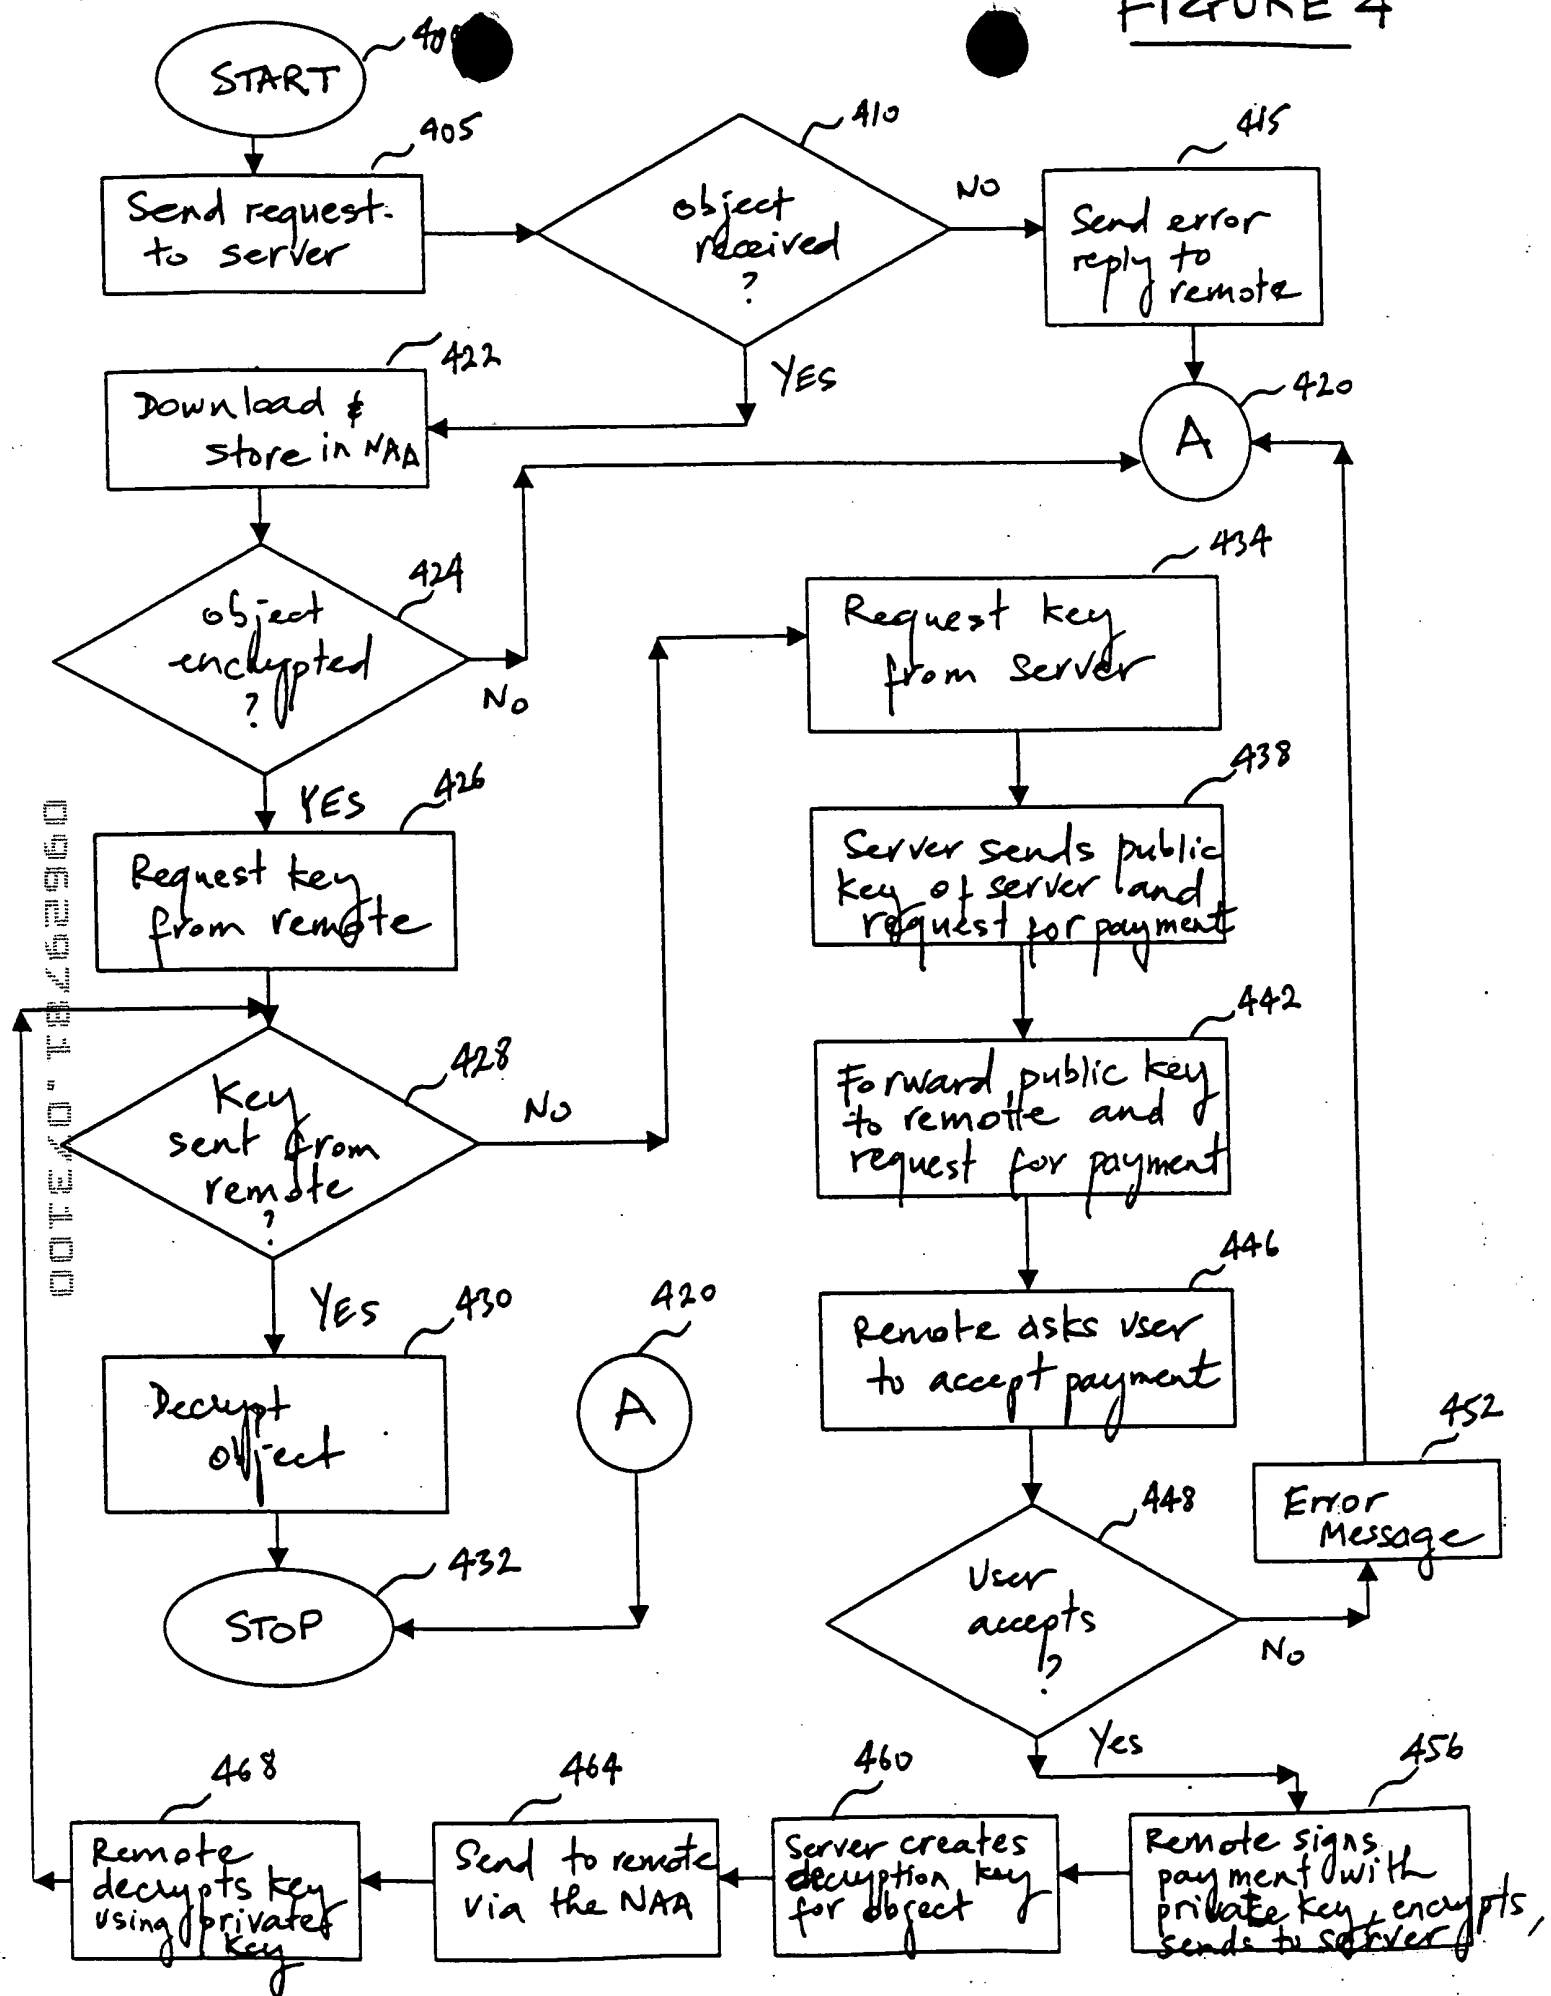 FIGURE 4
START
405
Send request
to server
410
object
received
?
NO
YES
415
Send error
reply to
remote
420
A
422
Download &
store in NAA
424
object
encrypted
?
No
YES
426
Request key
from remote
428
Key
sent from
remote
?
No
YES
430
Decrypt
object
432
STOP
420
A
434
Request key
from server
438
Server sends public
key of server and
request for payment
442
Forward public key
to remote and
request for payment
446
Remote asks user
to accept payment
448
User
accepts
?
No
Yes
452
Error
Message
456
Remote signs
payment with
private key, encrypts,
sends to server
460
Server creates
decryption key
for object
464
Send to remote
via the NAA
468
Remote
decrypts key
using private
key